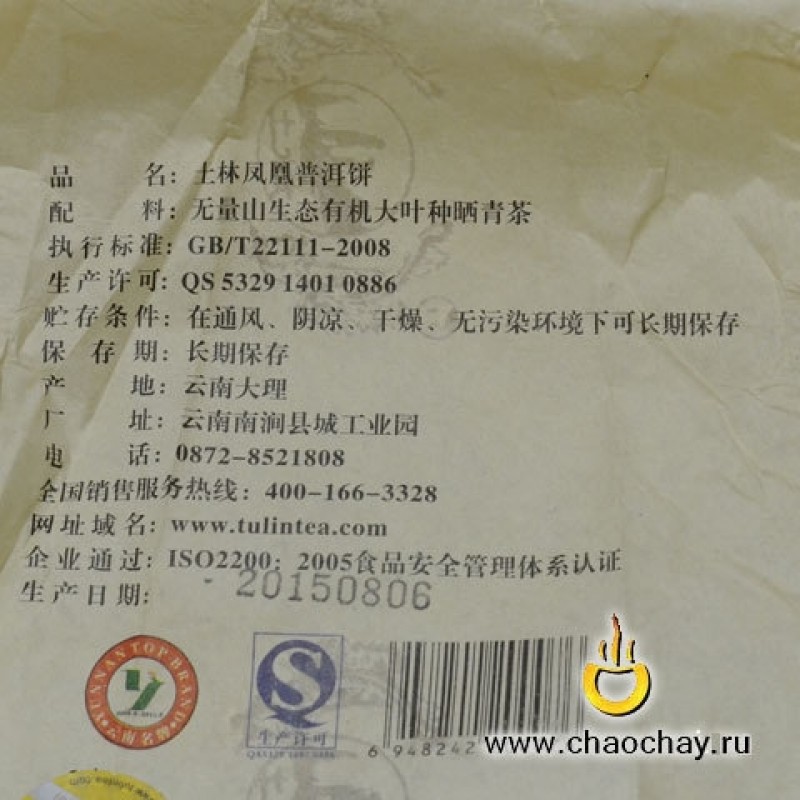 品 名：土林凤凰普洱饼
配 料：无量山生态有机大叶种晒青茶
执行标准：GB/T22111-2008
生产许可：QS 5329 1401 0886
贮存条件：在通风、阴凉、干燥、无污染环境下可长期保存
保 存 期：长期保存
产 地：云南大理
厂 址：云南南涧县城工业园
电 话：0872-8521808
全国销售服务热线：400-166-3328
网址域名：www.tulintea.com
企业通过：ISO2200：2005食品安全管理体系认证
生产日期：20150806
YUNNAN TOP BRAND
云南名牌
S
生产许可
6 948242
www.chaochay.ru